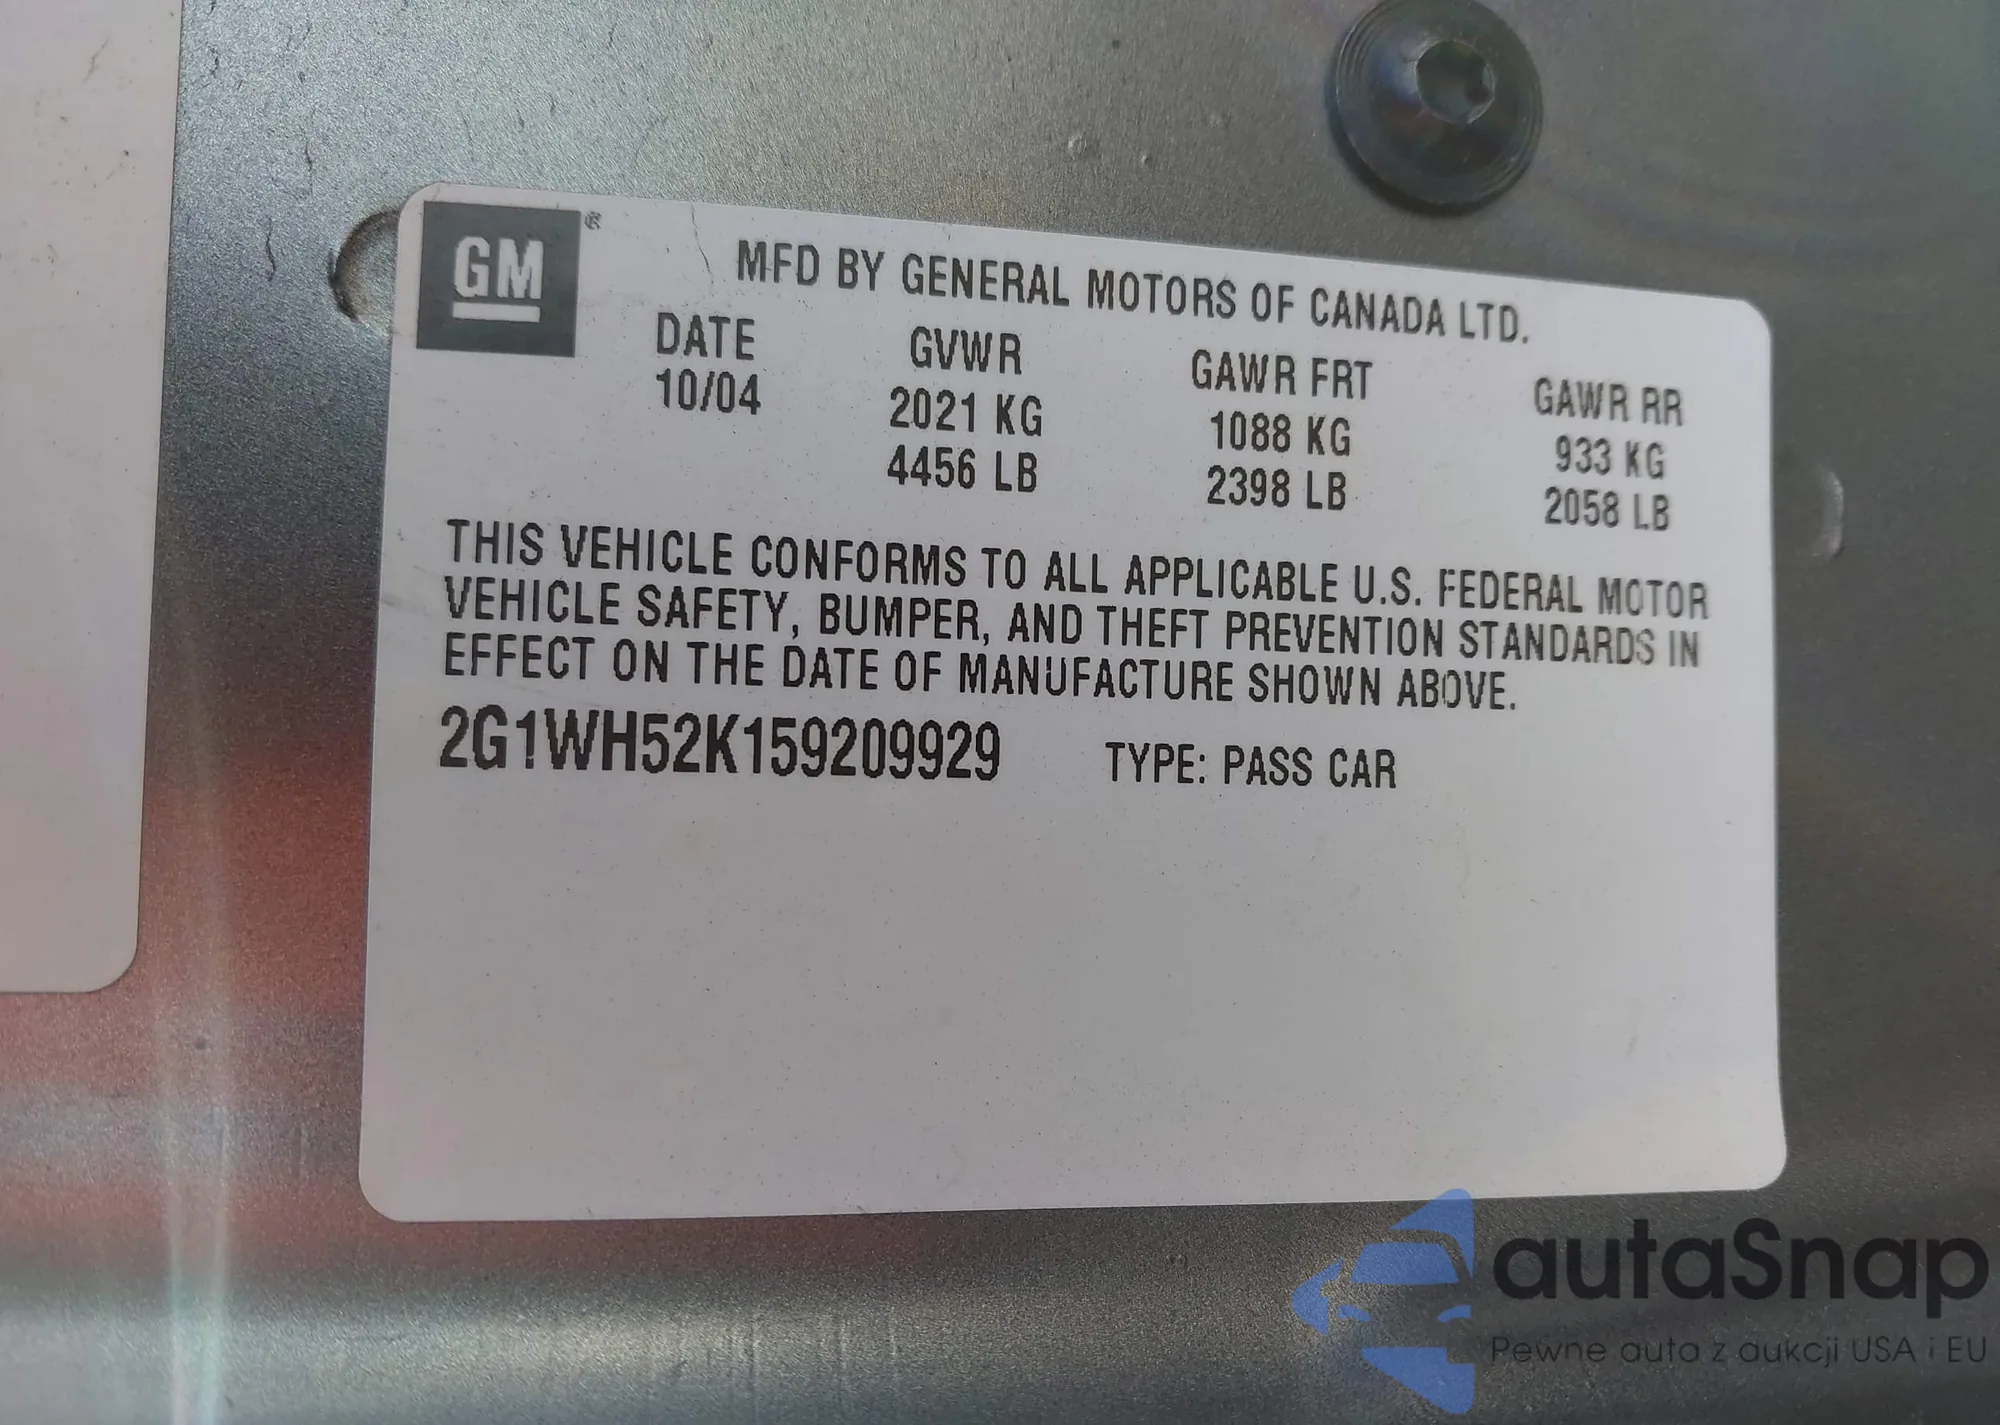 GM®
MFD BY GENERAL MOTORS OF CANADA LTD.
DATE GVWR GAWR FRT GAWR RR
10/04 2021 KG 1088 KG 933 KG
4456 LB 2398 LB 2058 LB
THIS VEHICLE CONFORMS TO ALL APPLICABLE U.S. FEDERAL MOTOR
VEHICLE SAFETY, BUMPER, AND THEFT PREVENTION STANDARDS IN
EFFECT ON THE DATE OF MANUFACTURE SHOWN ABOVE.
2G1WH52K159209929 TYPE: PASS CAR
autaSnap
Pewne auta z aukcji USA i EU